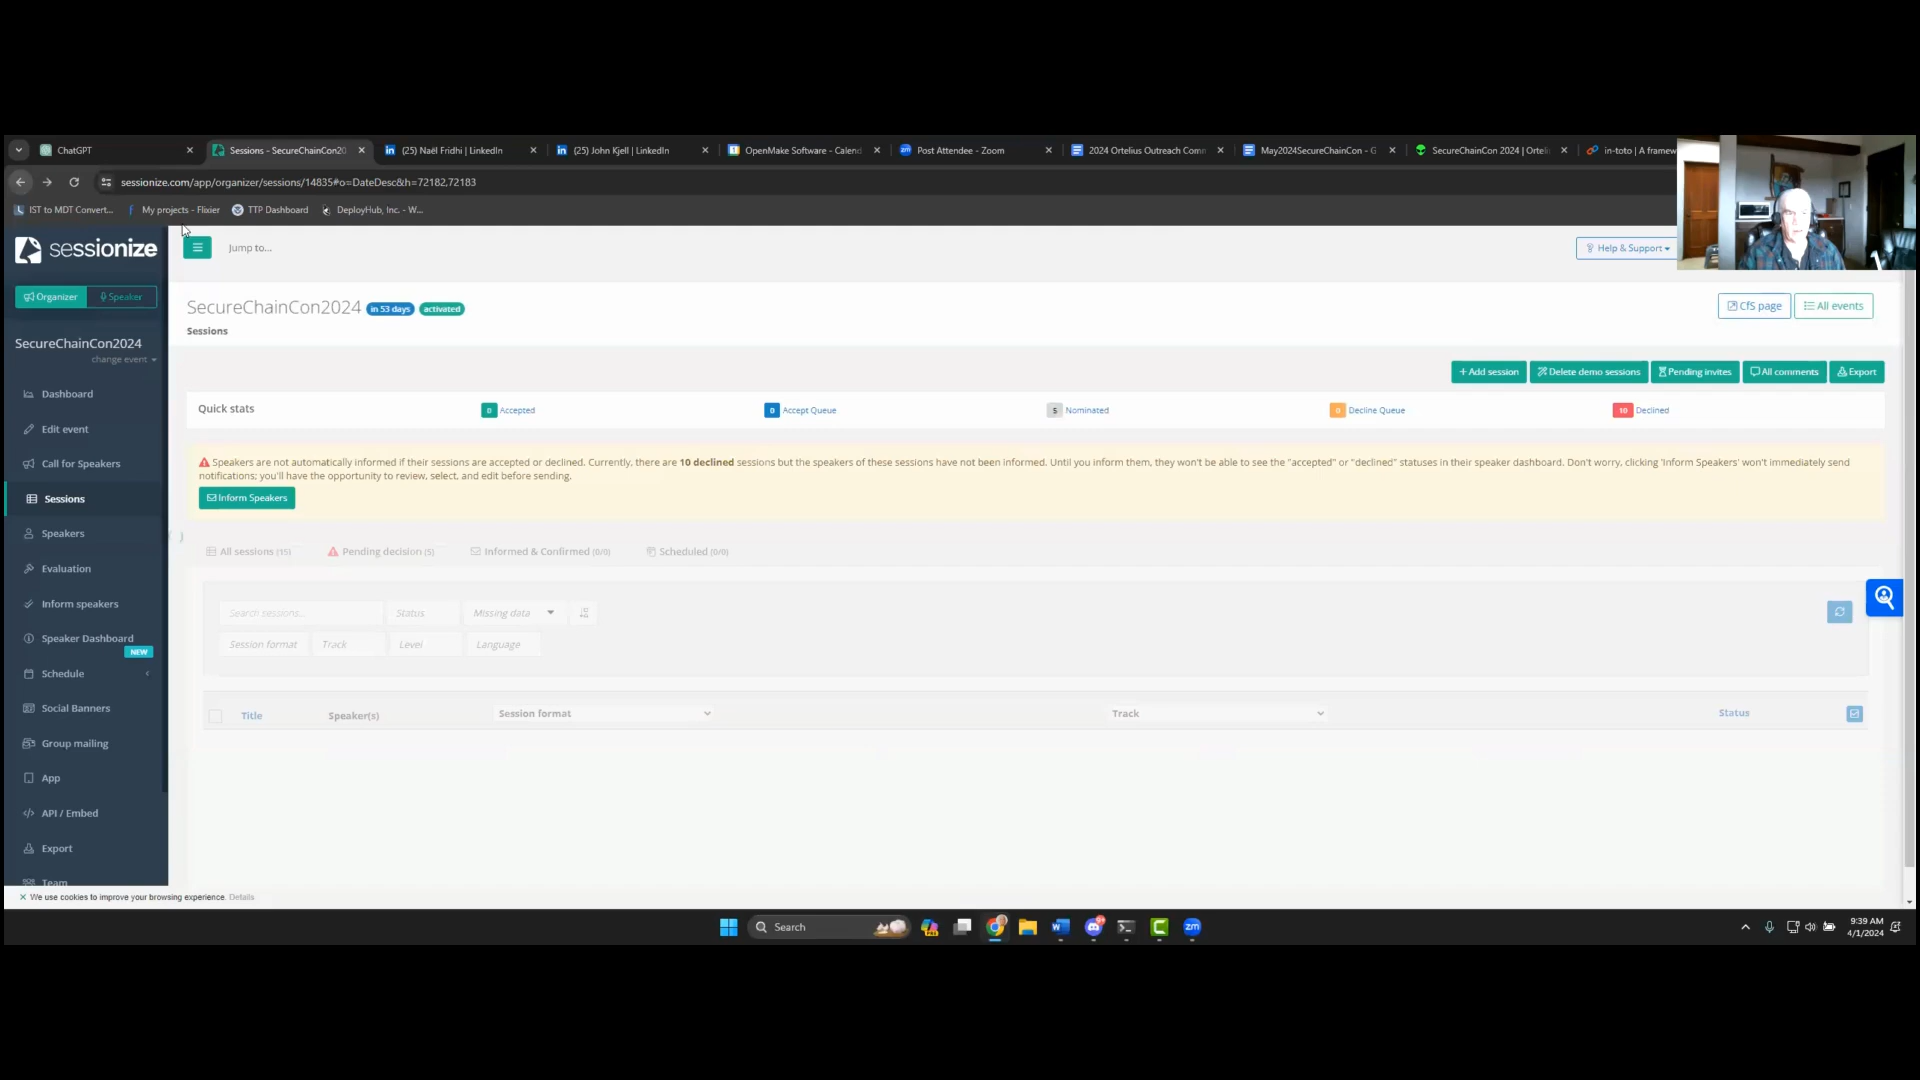 ChatGPT
Sessions - SecureChainCon20
(25) Naël Fridhi | LinkedIn
(25) John Kjell | LinkedIn
OpenMake Software - Calend
Post Attendee - Zoom
2024 Ortelius Outreach Comm
May2024SecureChainCon - G
SecureChainCon 2024 | Orteli
in-toto | A framew
sessionize.com/app/organizer/sessions/14835#o=DateDesc&h=72182,72183
IST to MDT Convert...
My projects - Flixier
TTP Dashboard
DeployHub, Inc. - W...
sessionize
Jump to...
Help & Support
Organizer
Speaker
SecureChainCon2024
in 53 days
activated
CfS page
All events
Sessions
SecureChainCon2024
change event
+ Add session
Delete demo sessions
Pending invites
All comments
Export
Dashboard
Edit event
Call for Speakers
Sessions
Speakers
Evaluation
Inform speakers
Speaker Dashboard
NEW
Schedule
Social Banners
Group mailing
App
API / Embed
Export
Team
Quick stats
0 Accepted
0 Accept Queue
5 Nominated
0 Decline Queue
10 Declined
Speakers are not automatically informed if their sessions are accepted or declined. Currently, there are 10 declined sessions but the speakers of these sessions have not been informed. Until you inform them, they won't be able to see the "accepted" or "declined" statuses in their speaker dashboard. Don't worry, clicking 'Inform Speakers' won't immediately send
notifications; you'll have the opportunity to review, select, and edit before sending.
Inform Speakers
All sessions (15)
Pending decision (5)
Informed & Confirmed (0/0)
Scheduled (0/0)
Search sessions...
Status
Missing data
Session format
Track
Level
Language
Title
Speaker(s)
Session format
Track
Status
We use cookies to improve your browsing experience. Details
Search
9:39 AM
4/1/2024